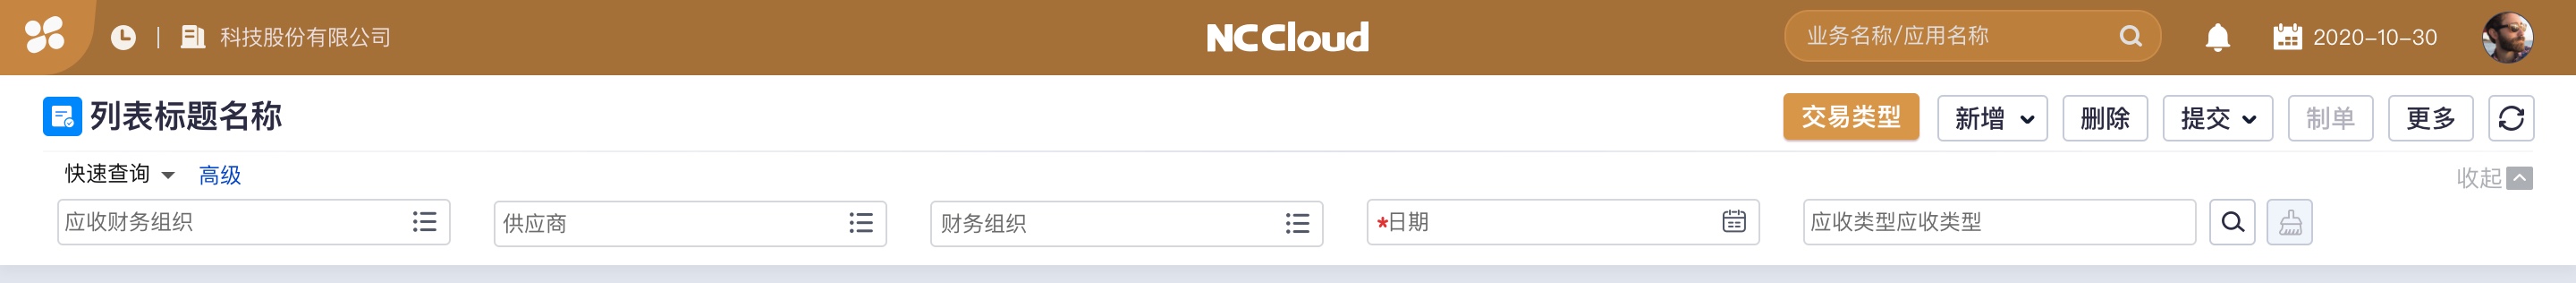 科技股份有限公司 NCCloud 业务名称/应用名称 2020-10-30
列表标题名称 交易类型 新增 删除 提交 制单 更多
快速查询 高级 收起
应收财务组织 供应商 财务组织 *日期 应收类型应收类型